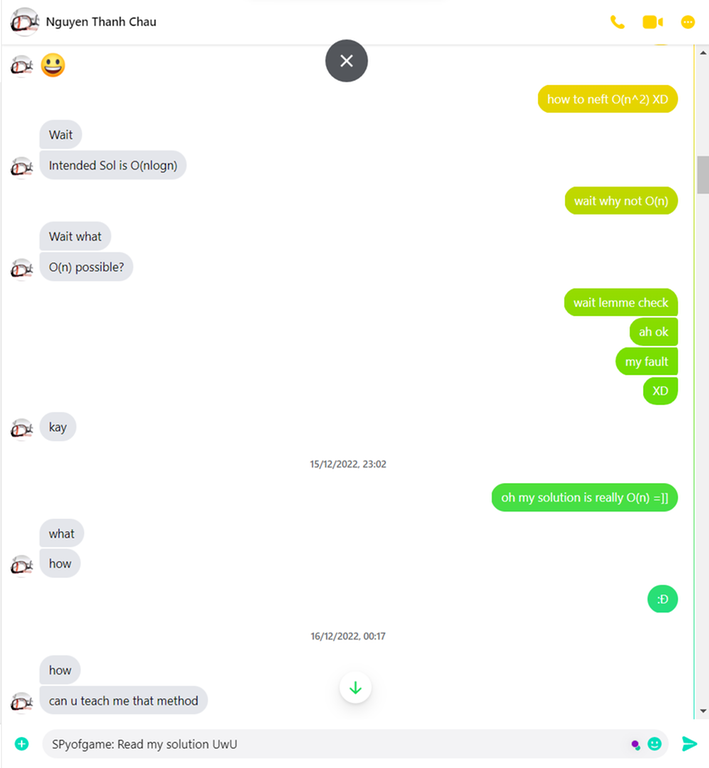 Nguyen Thanh Chau
how to neft O(n^2) XD
Wait
Intended Sol is O(nlogn)
wait why not O(n)
Wait what
O(n) possible?
wait lemme check
ah ok
my fault
XD
kay
15/12/2022, 23:02
oh my solution is really O(n) =]]
what
how
:Đ
16/12/2022, 00:17
how
can u teach me that method
SPyofgame: Read my solution UwU